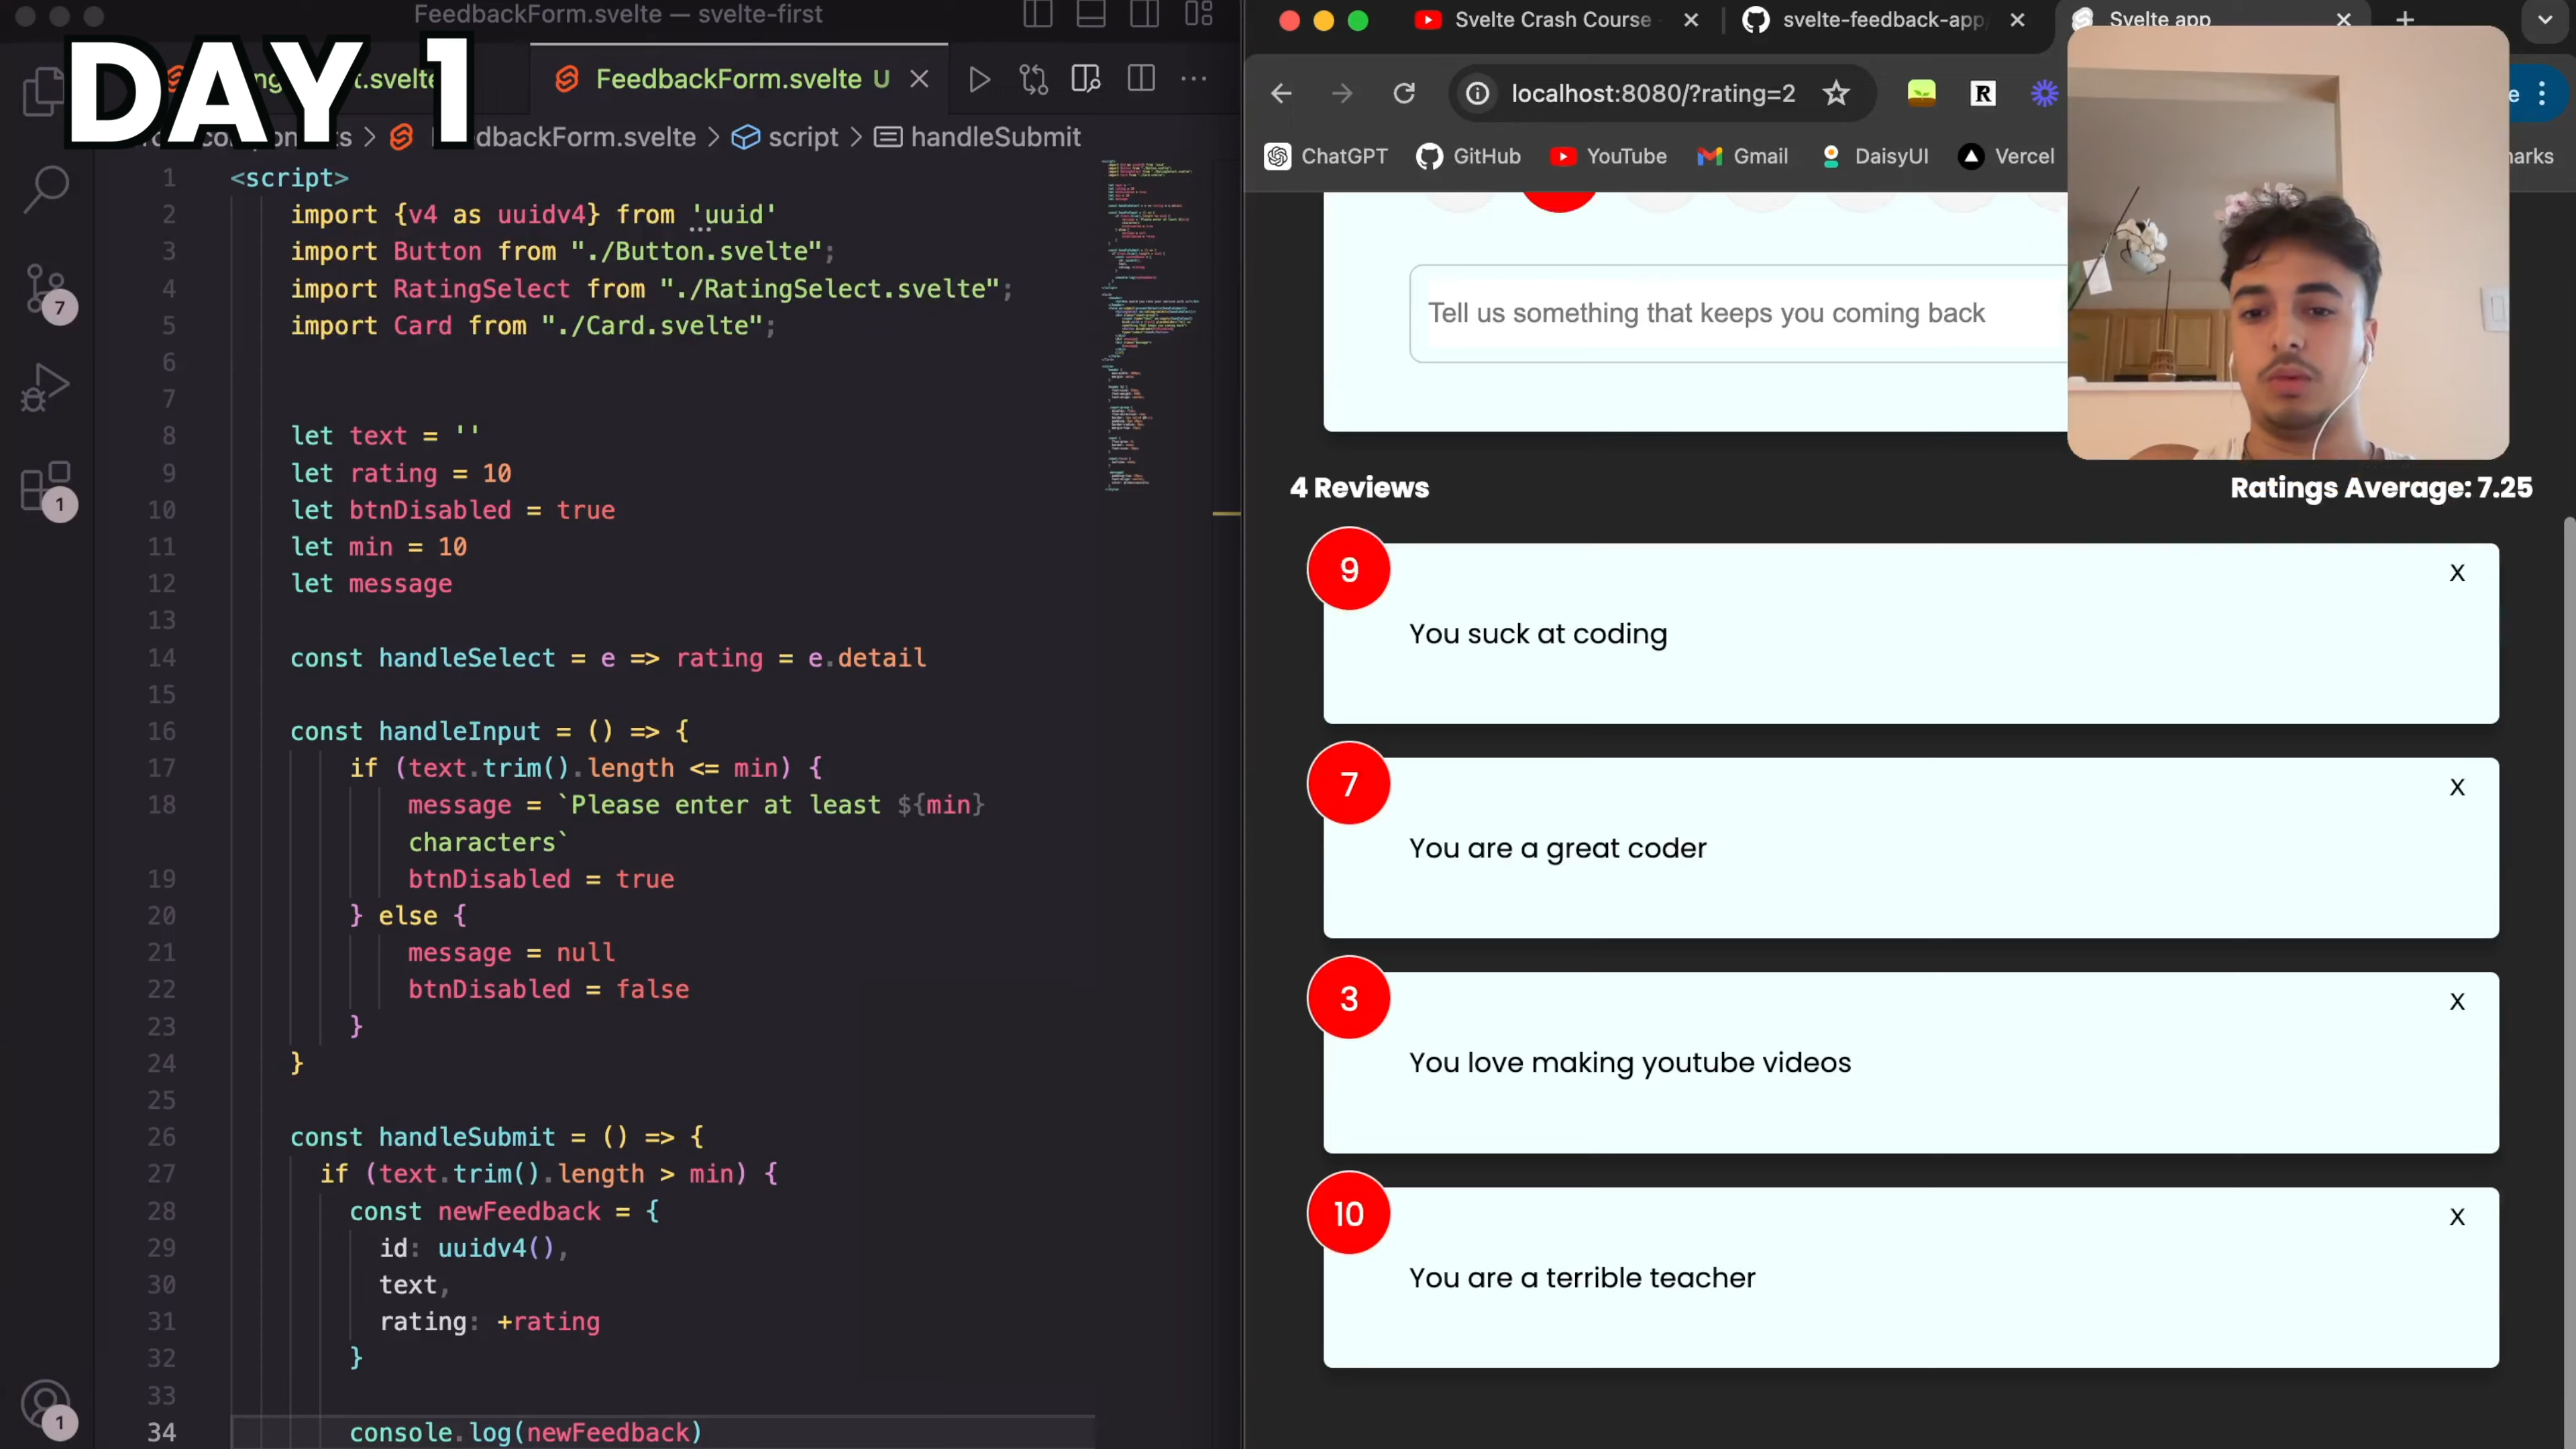 FeedbackForm.svelte — svelte-first
DAY 1
FeedbackForm.svelte U
FeedbackForm.svelte > script > handleSubmit
7
1
1
1 <script>
2 import {v4 as uuidv4} from 'uuid'
3 import Button from "./Button.svelte";
4 import RatingSelect from "./RatingSelect.svelte";
5 import Card from "./Card.svelte";
6
7
8 let text = ''
9 let rating = 10
10 let btnDisabled = true
11 let min = 10
12 let message
13
14 const handleSelect = e => rating = e.detail
15
16 const handleInput = () => {
17 if (text.trim().length <= min) {
18 message = `Please enter at least ${min}
characters`
19 btnDisabled = true
20 } else {
21 message = null
22 btnDisabled = false
23 }
24 }
25
26 const handleSubmit = () => {
27 if (text.trim().length > min) {
28 const newFeedback = {
29 id: uuidv4(),
30 text,
31 rating: +rating
32 }
33
34 console.log(newFeedback)
Svelte Crash Course
svelte-feedback-app
Svelte app
localhost:8080/?rating=2
ChatGPT
GitHub
YouTube
Gmail
DaisyUI
Vercel
Tell us something that keeps you coming back
4 Reviews
Ratings Average: 7.25
9
X
You suck at coding
7
X
You are a great coder
3
X
You love making youtube videos
10
X
You are a terrible teacher